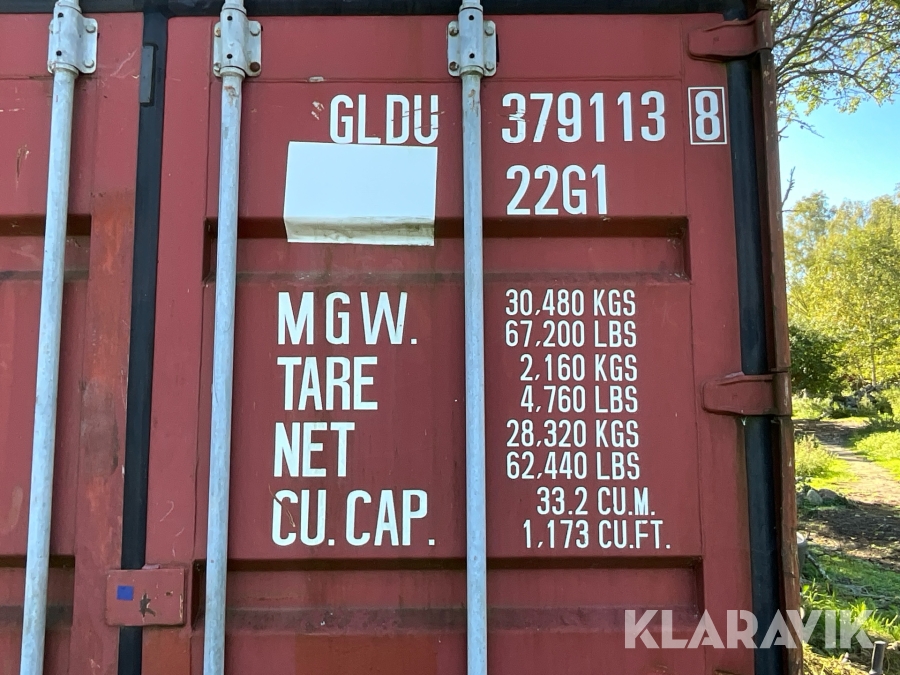 GLDU 379113 8
22G1
MGW. 30,480 KGS
67,200 LBS
TARE 2,160 KGS
4,760 LBS
NET 28,320 KGS
62,440 LBS
CU.CAP. 33.2 CU.M.
1,173 CU.FT.
KLARAVIK